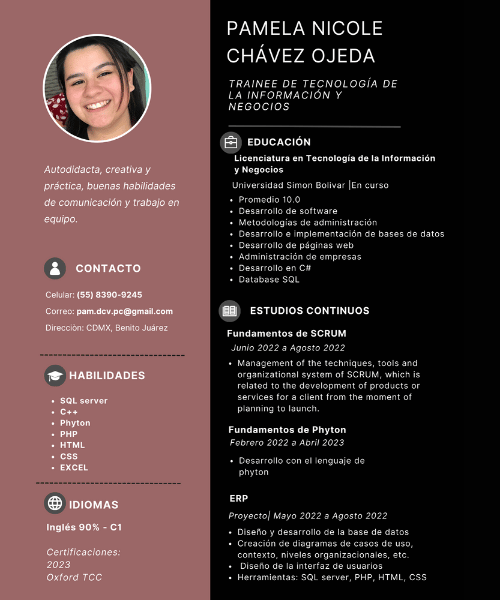 PAMELA NICOLE
CHÁVEZ OJEDA
TRAINEE DE TECNOLOGÍA DE
LA INFORMACIÓN Y
NEGOCIOS
Autodidacta, creativa y
práctica, buenas habilidades
de comunicación y trabajo en
equipo.
CONTACTO
Celular: (55) 8390-9245
Correo: pam.dcv.pc@gmail.com
Dirección: CDMX, Benito Juárez
HABILIDADES
• SQL server
• C++
• Phyton
• PHP
• HTML
• CSS
• EXCEL
IDIOMAS
Inglés 90% - C1
Certificaciones:
2023
Oxford TCC
EDUCACIÓN
Licenciatura en Tecnología de la Información
y Negocios
Universidad Simon Bolivar |En curso
• Promedio 10.0
• Desarrollo de software
• Metodologías de administración
• Desarrollo e implementación de bases de datos
• Desarrollo de páginas web
• Administración de empresas
• Desarrollo en C#
• Database SQL
ESTUDIOS CONTINUOS
Fundamentos de SCRUM
Junio 2022 a Agosto 2022
• Management of the techniques, tools and
organizational system of SCRUM, which is
related to the development of products or
services for a client from the moment of
planning to launch.
Fundamentos de Phyton
Febrero 2022 a Abril 2023
• Desarrollo con el lenguaje de
phyton
ERP
Proyecto| Mayo 2022 a Agosto 2022
• Diseño y desarrollo de la base de datos
• Creación de diagramas de casos de uso,
contexto, niveles organizacionales, etc.
• Diseño de la interfaz de usuarios
• Herramientas: SQL server, PHP, HTML, CSS